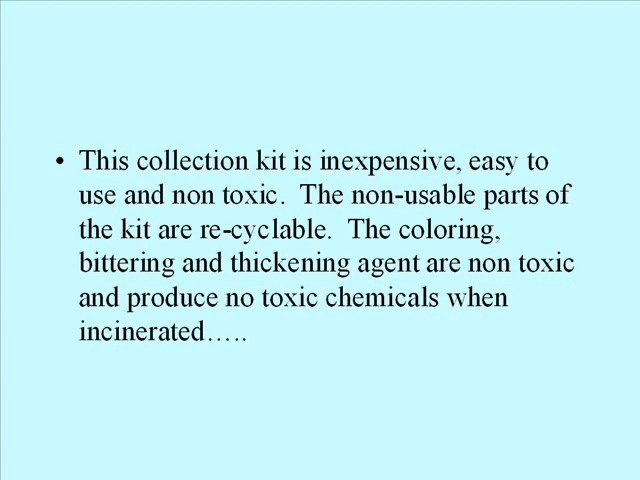 • This collection kit is inexpensive, easy to
use and non toxic.  The non-usable parts of
the kit are re-cyclable.  The coloring,
bittering and thickening agent are non toxic
and produce no toxic chemicals when
incinerated…..